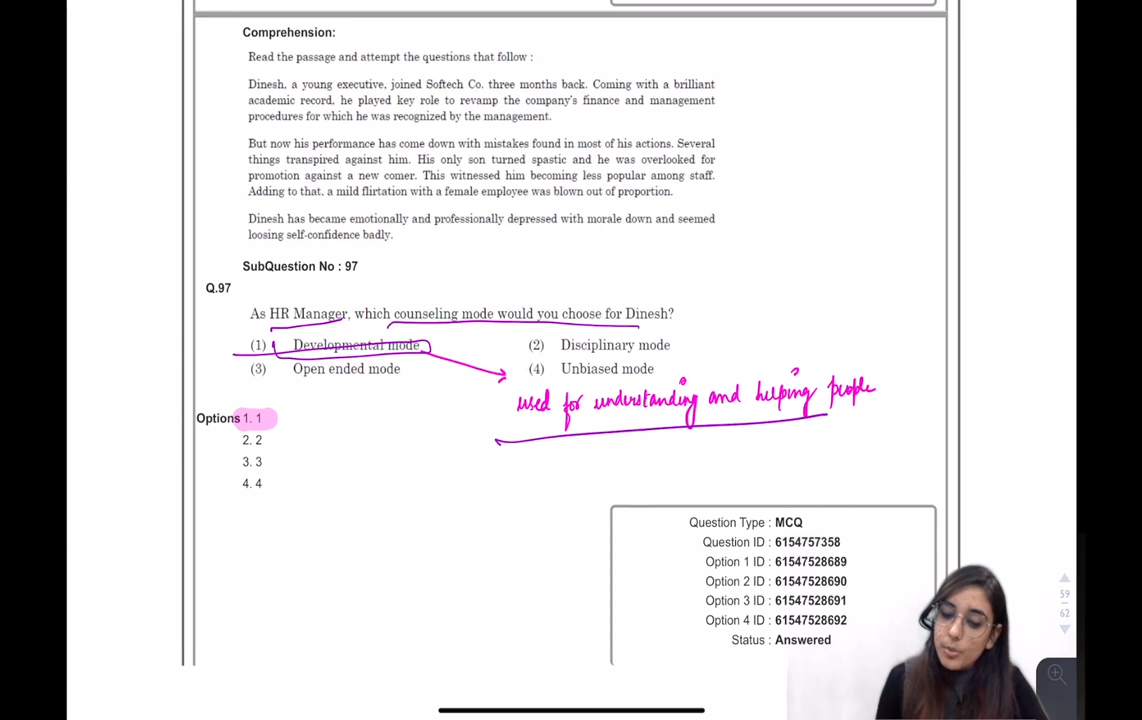 Comprehension:
Read the passage and attempt the questions that follow :
Dinesh, a young executive, joined Softech Co. three months back. Coming with a brilliant
academic record, he played key role to revamp the company's finance and management
procedures for which he was recognized by the management.
But now his performance has come down with mistakes found in most of his actions. Several
things transpired against him. His only son turned spastic and he was overlooked for
promotion against a new comer. This witnessed him becoming less popular among staff.
Adding to that, a mild flirtation with a female employee was blown out of proportion.
Dinesh has became emotionally and professionally depressed with morale down and seemed
loosing self-confidence badly.
SubQuestion No : 97
Q.97
As HR Manager, which counseling mode would you choose for Dinesh?
(1) Developmental mode (2) Disciplinary mode
(3) Open ended mode (4) Unbiased mode
used for understanding and helping people
Options 1. 1
2. 2
3. 3
4. 4
Question Type : MCQ
Question ID : 6154757358
Option 1 ID : 61547528689
Option 2 ID : 61547528690
Option 3 ID : 61547528691
Option 4 ID : 61547528692
Status : Answered
59
62